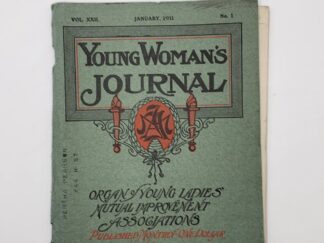 VOL. XXII. JANUARY, 1911 No. 1
YOUNG WOMAN'S
JOURNAL
ORGAN of YOUNG LADIES'
MUTUAL IMPROVEMENT
ASSOCIATIONS
PUBLISHED MONTHLY - ONE DOLLAR